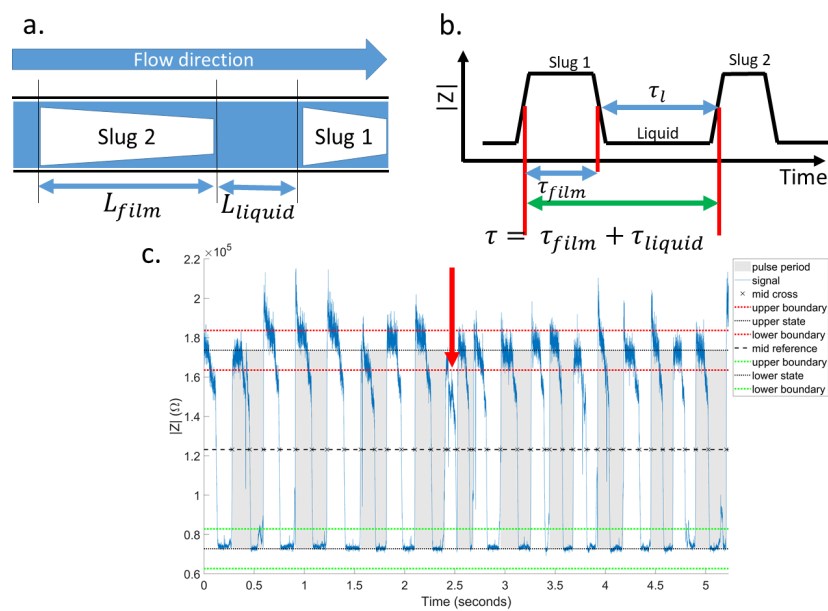 a.
Flow direction
Slug 2
Slug 1
L_film
L_liquid
b.
|Z|
Slug 1
Slug 2
τ_l
Liquid
Time
τ_film
τ = τ_film + τ_liquid
c.
×10^5
2.2
2
1.8
1.6
1.4
1.2
1
0.8
0.6
|Z| (Ω)
0 0.5 1 1.5 2 2.5 3 3.5 4 4.5 5
Time (seconds)
pulse period
signal
mid cross
upper boundary
upper state
lower boundary
mid reference
upper boundary
lower state
lower boundary